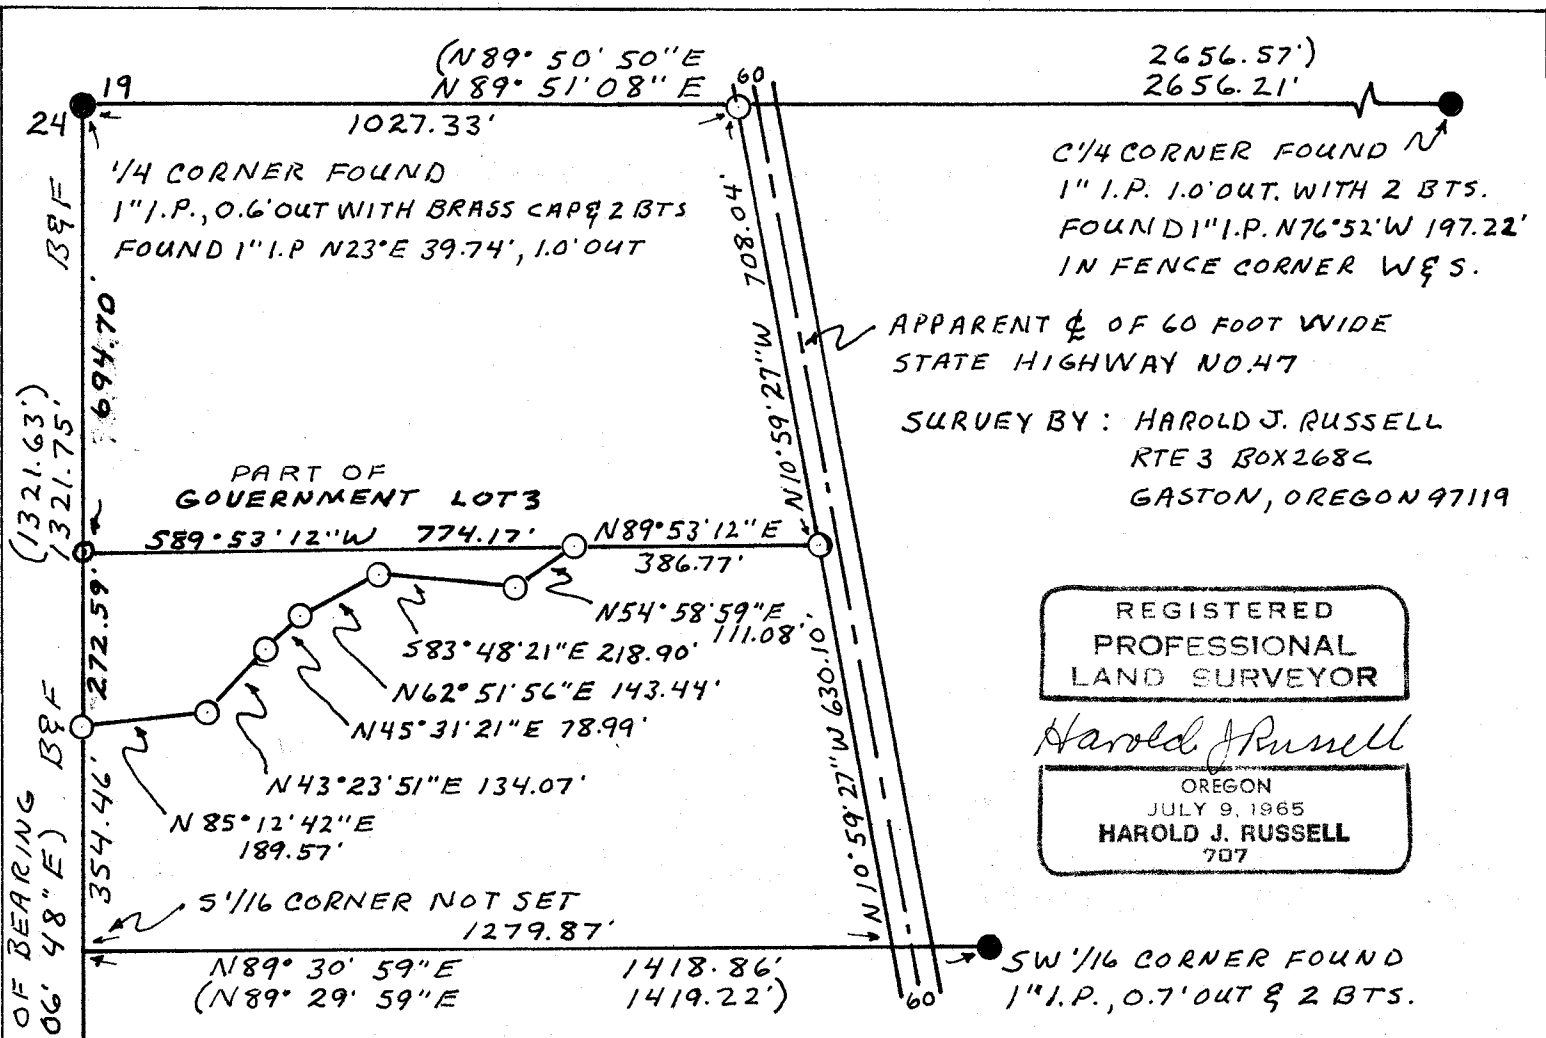 (N89° 50' 50"E 2656.57')
N89° 51' 08" E 2656.21'
60
19
24
1027.33'
1/4 CORNER FOUND
1" I.P., 0.6' OUT WITH BRASS CAP & 2 BTS
FOUND 1" I.P N23°E 39.74', 1.0' OUT
C 1/4 CORNER FOUND
1" I.P. 1.0' OUT. WITH 2 BTS.
FOUND 1" I.P. N76°52'W 197.22'
IN FENCE CORNER W & S.
B&F
694.70'
(1321.63')
1321.75'
N10°59'27"W 708.04'
APPARENT ℄ OF 60 FOOT WIDE
STATE HIGHWAY NO.47
SURVEY BY: HAROLD J. RUSSELL
RTE 3 BOX 268C
GASTON, OREGON 97119
PART OF
GOVERNMENT LOT 3
S89°53'12"W 774.17'
N89°53'12"E
386.77'
272.59'
N54°58'59"E
111.08'
S83°48'21"E 218.90'
N62°51'56"E 143.44'
N45°31'21"E 78.99'
N43°23'51"E 134.07'
N85°12'42"E
189.57'
B&F
354.46'
N10°59'27"W 630.10'
REGISTERED
PROFESSIONAL
LAND SURVEYOR
Harold J Russell
OREGON
JULY 9, 1965
HAROLD J. RUSSELL
707
OF BEARING
06' 48" E)
S 1/16 CORNER NOT SET
1279.87'
N89° 30' 59"E 1418.86'
(N89° 29' 59"E 1419.22')
60
SW 1/16 CORNER FOUND
1" I.P., 0.7' OUT & 2 BTS.